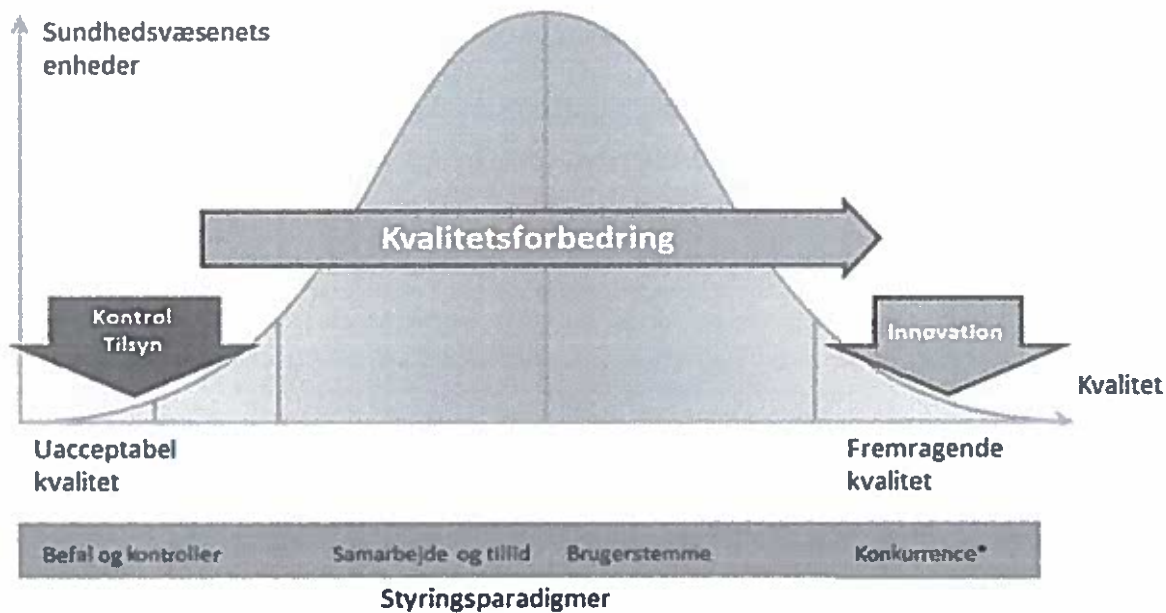 Sundhedsvæsenets
enheder
Kvalitetsforbedring
Kontrol
Tilsyn
Innovation
Kvalitet
Uacceptabel
kvalitet
Fremragende
kvalitet
Befal og kontroller
Samarbejde og tillid
Brugerstemme
Konkurrence*
Styringsparadigmer